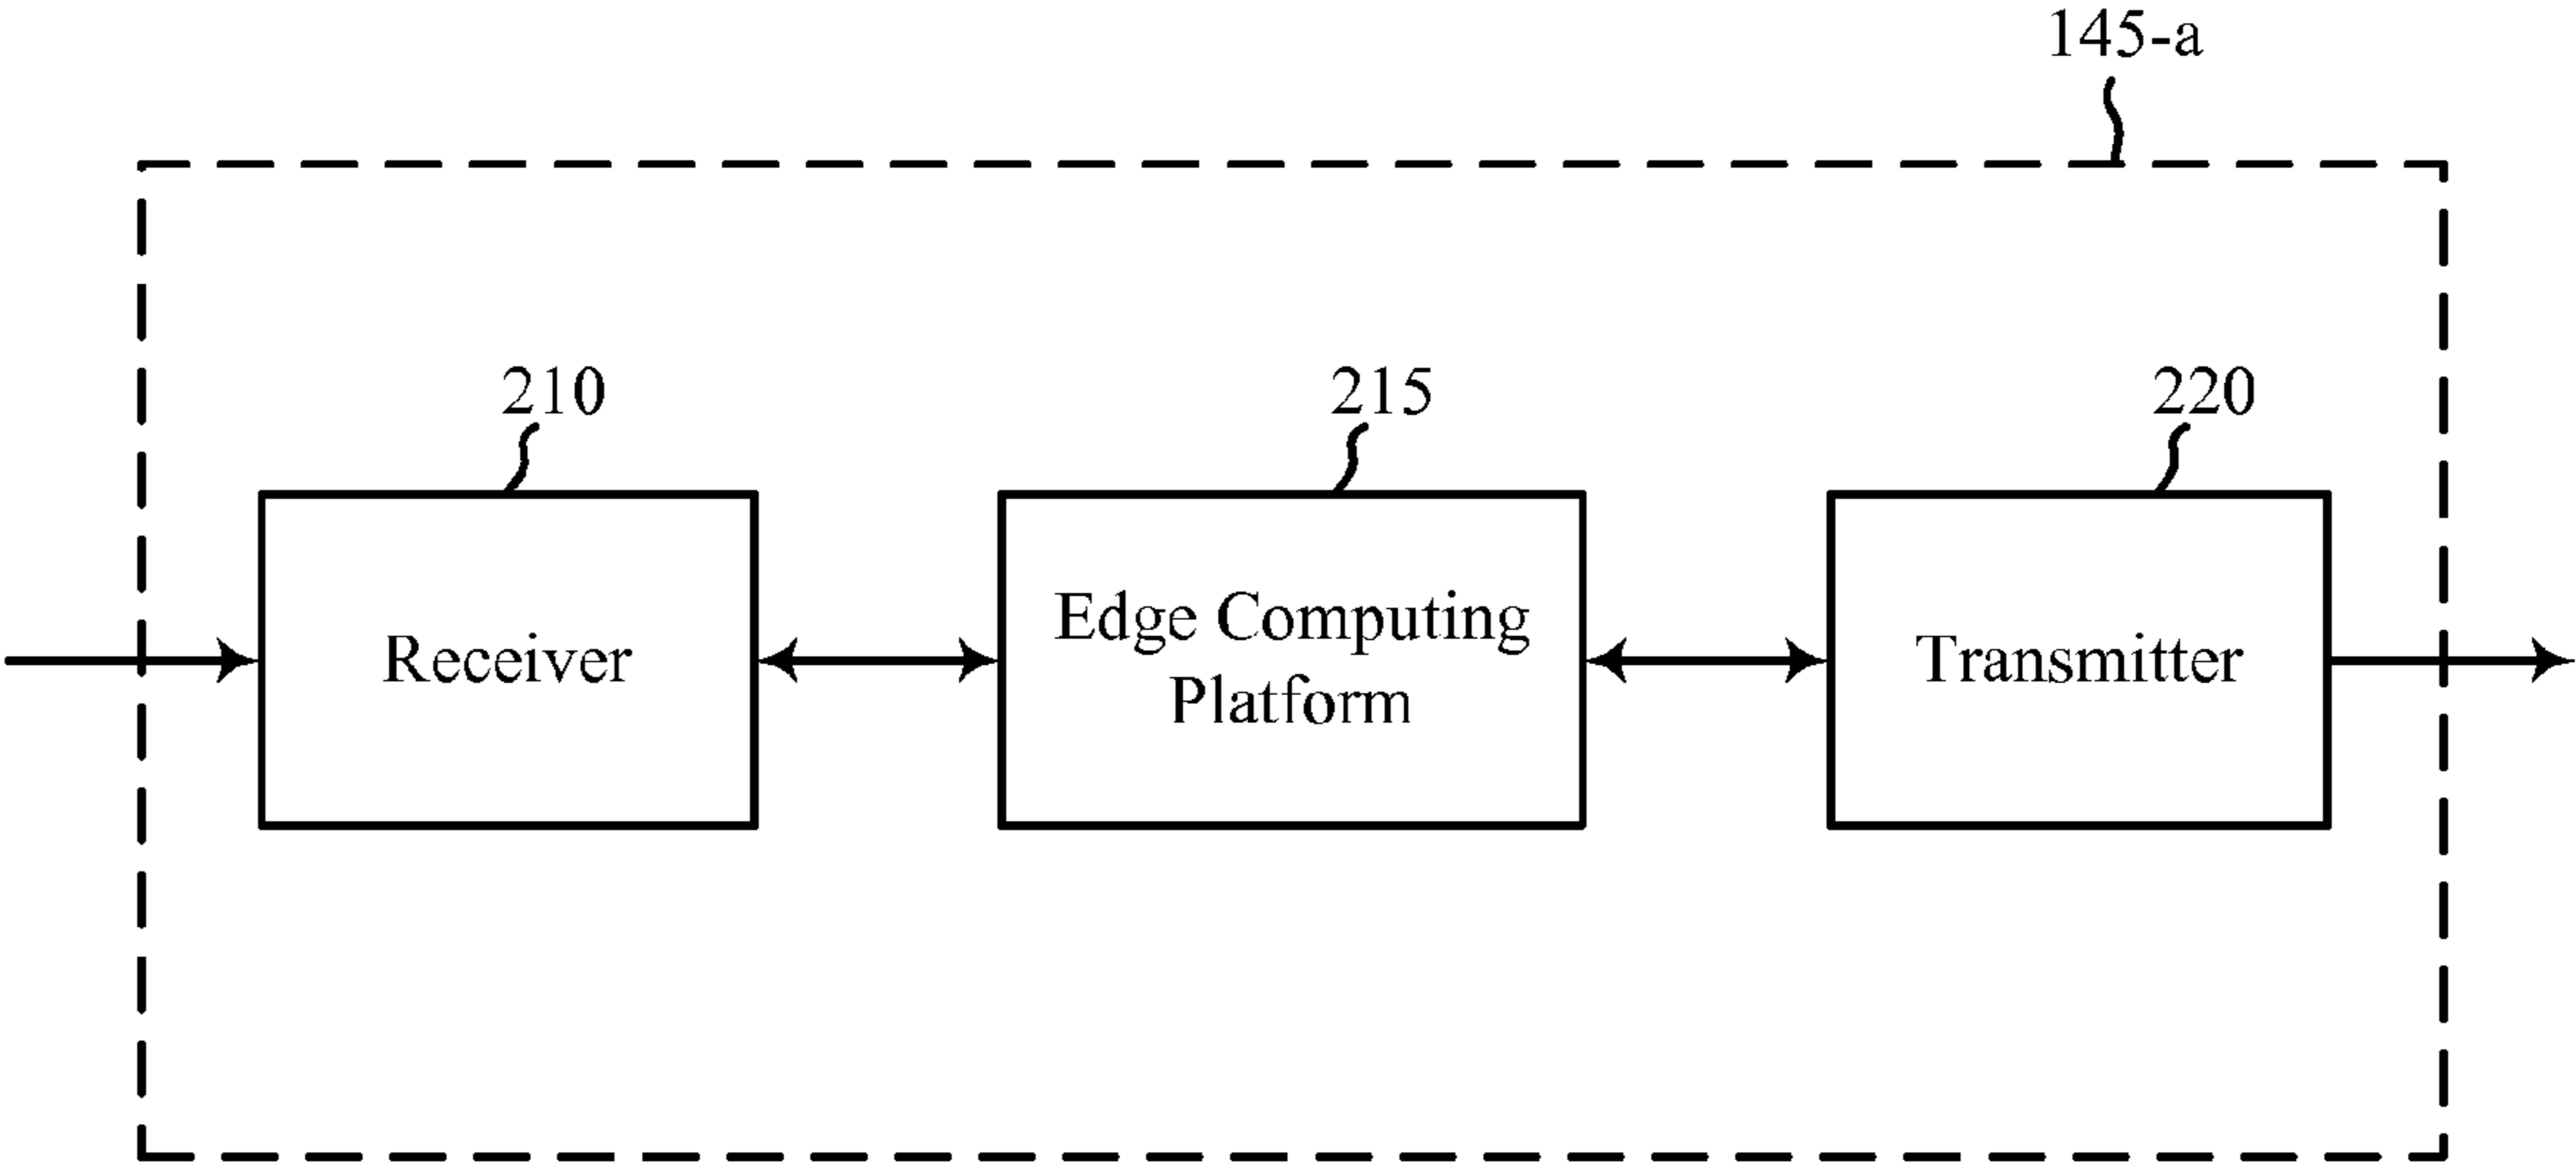 145-a
210
215
220
Receiver
Edge Computing
Platform
Transmitter